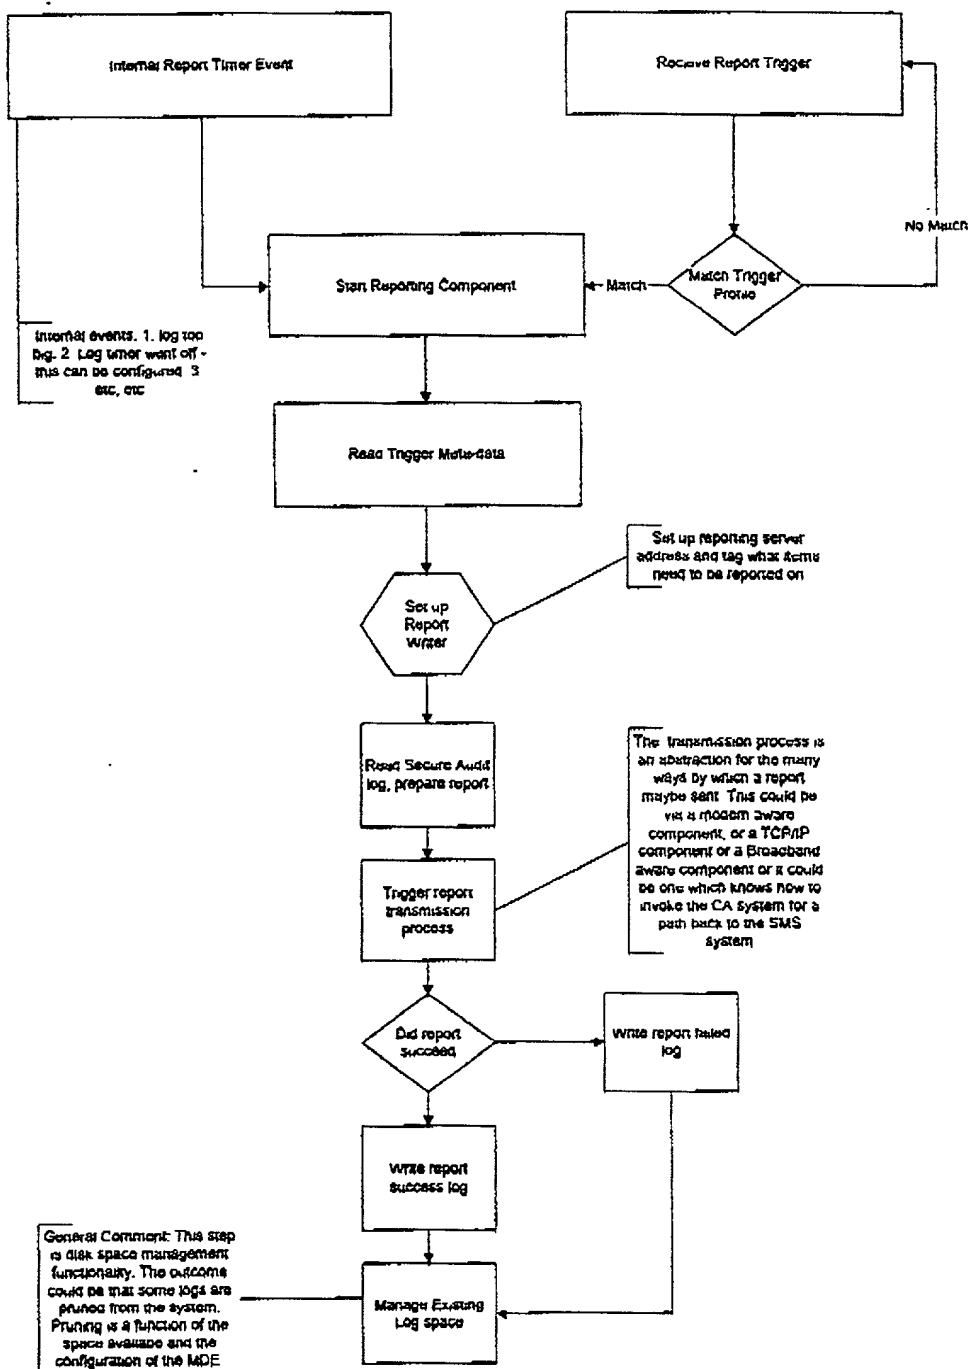 Internal Report Timer Event
Recieve Report Trigger
No Match
Start Reporting Component
Match
Match Trigger
Profile
Internal events. 1. log too
big. 2 Log timer went off -
this can be configured 3
etc, etc
Read Trigger Meta-data
Set up reporting server
address and tag what items
need to be reported on
Set up
Report
Writer
Read Secure Audit
log, prepare report
The transmission process is
an abstraction for the many
ways by which a report
maybe sent This could be
via a modem aware
component, or a TCP/IP
component or a Broadband
aware component or it could
be one which knows how to
invoke the CA system for a
path back to the SMS
system
Trigger report
transmission
process
Did report
succeed
Write report failed
log
Write report
success log
General Comment: This step
is disk space management
functionality. The outcome
could be that some logs are
pruned from the system.
Pruning is a function of the
space available and the
configuration of the MDE
Manage Existing
Log space